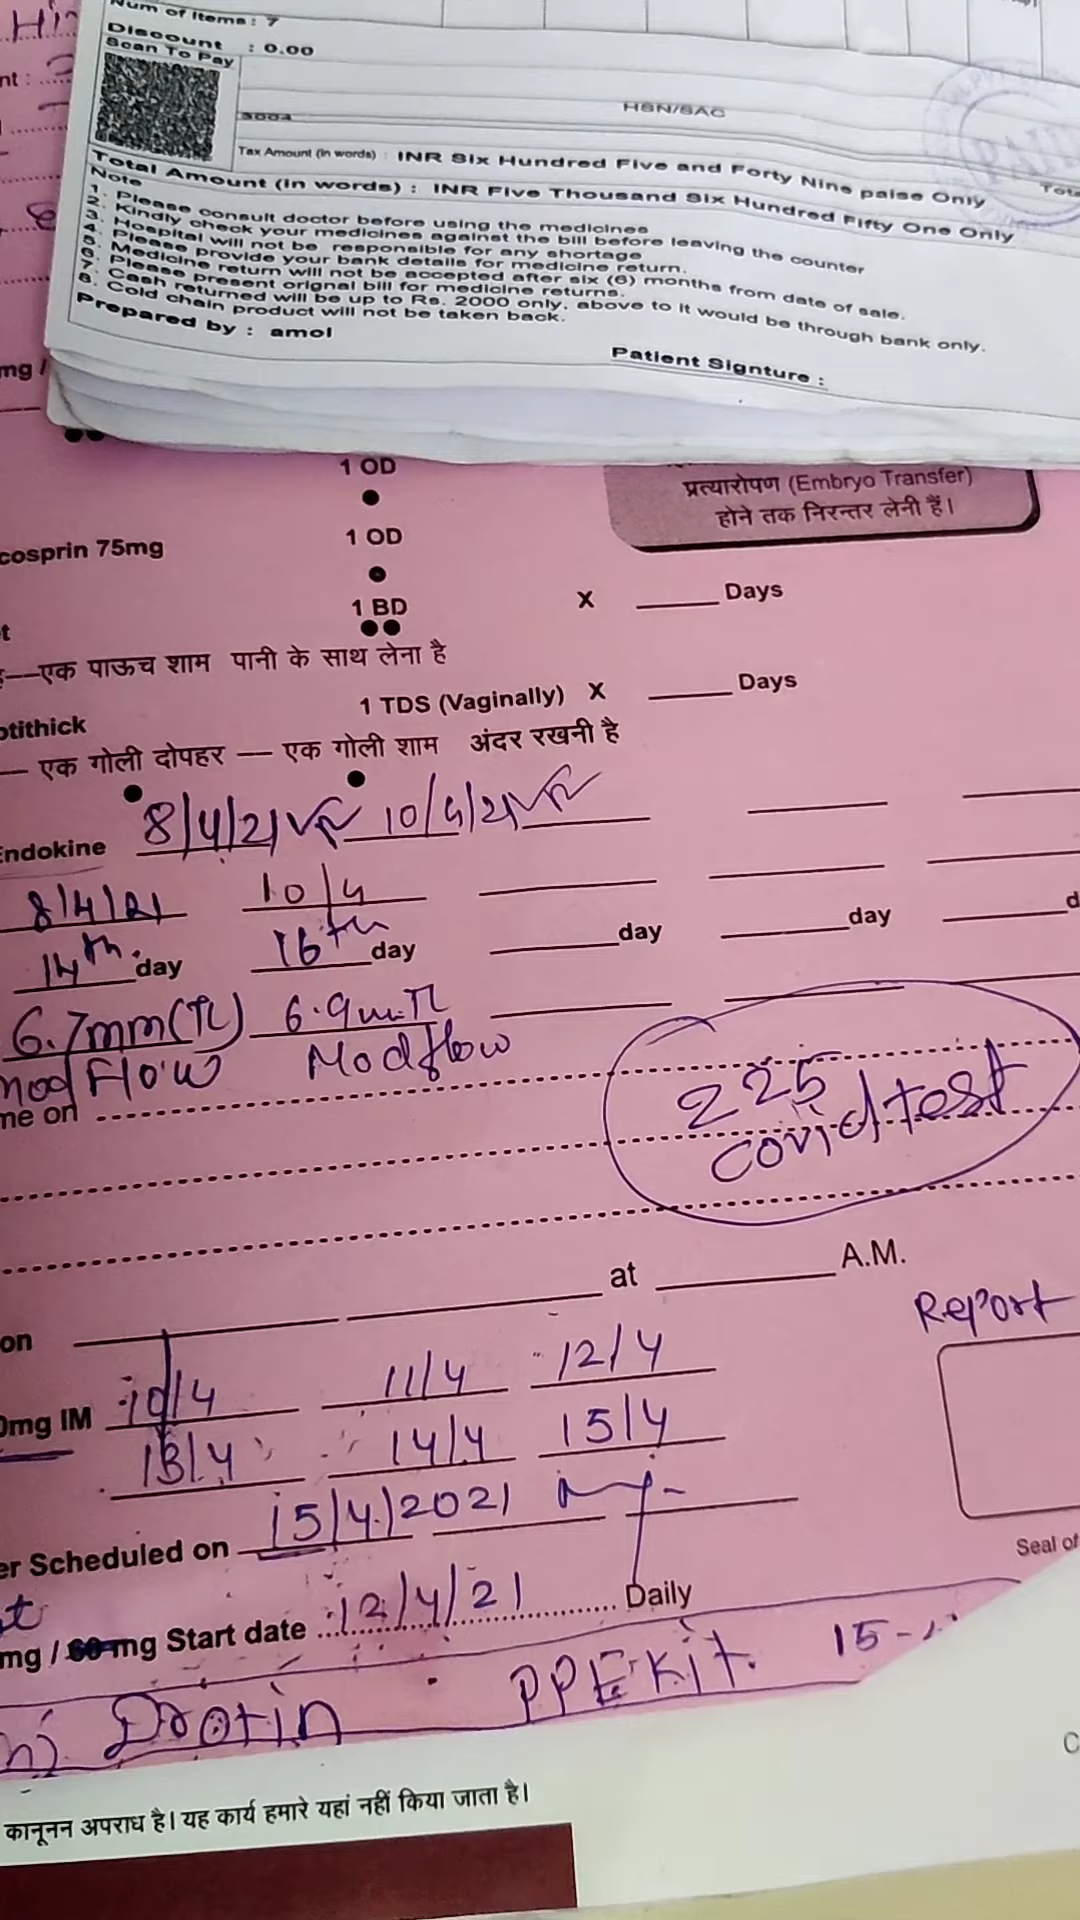 Num of Items: 7
Discount : 0.00
Scan To Pay
HSN/SAC
3004
Tax Amount (in words) : INR Six Hundred Five and Forty Nine paise Only
Total Amount (in words) : INR Five Thousand Six Hundred Fifty One Only
Note
1. Please consult doctor before using the medicines
2. Kindly check your medicines against the bill before leaving the counter
3. Hospital will not be responsible for any shortage
4. Please provide your bank details for medicine return.
5. Medicine return will not be accepted after six (6) months from date of sale.
6. Please present orignal bill for medicine returns.
7. Cash returned will be up to Rs. 2000 only, above to it would be through bank only.
8. Cold chain product will not be taken back.
Prepared by : amol
Patient Signture :
PAID
mg /
1 OD
प्रत्यारोपण (Embryo Transfer)
होने तक निरन्तर लेनी हैं।
cosprin 75mg 1 OD
1 BD X Days
एक पाऊच शाम पानी के साथ लेना है
otithick 1 TDS (Vaginally) X Days
एक गोली दोपहर — एक गोली शाम अंदर रखनी है
Endokine 8/4/21 10/4/21
8/4/21 10/4
14th day 16th day day day
6.7mm(TL) 6.9mm TL
mod Flow Mod flow
me on
225
covid test
at A.M.
on
Report
0mg IM 10/4 11/4 12/4
13/4 14/4 15/4
er Scheduled on 15/4/2021
Seal of
mg / 60 mg Start date 12/4/21 Daily
Drotin PPE Kit. 15-
कानूनन अपराध है। यह कार्य हमारे यहां नहीं किया जाता है।